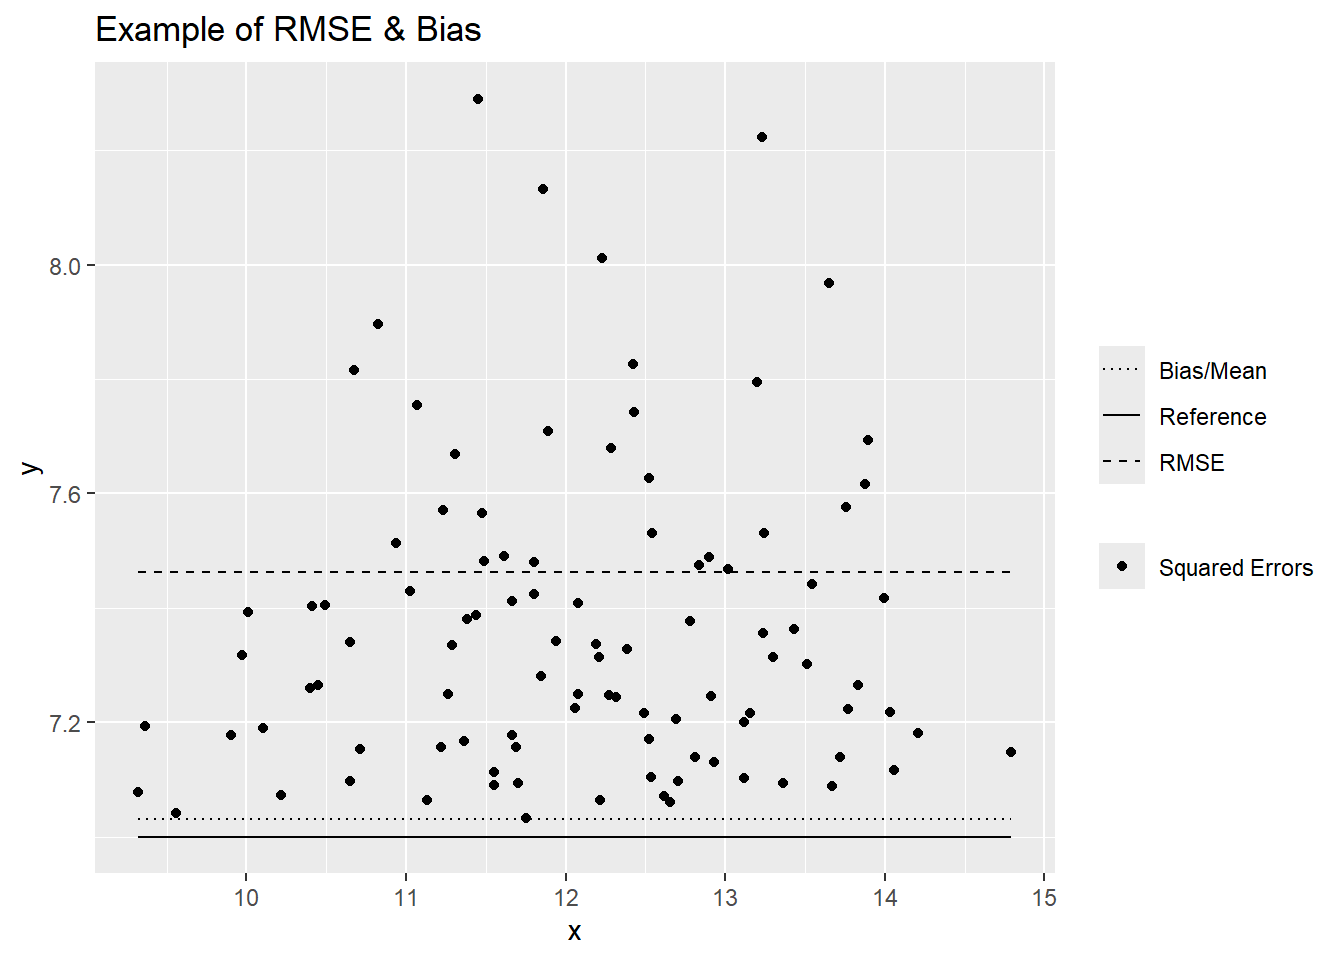 Example of RMSE & Bias
8.0
7.6
7.2
y
10 11 12 13 14 15
x
Bias/Mean
Reference
RMSE
Squared Errors